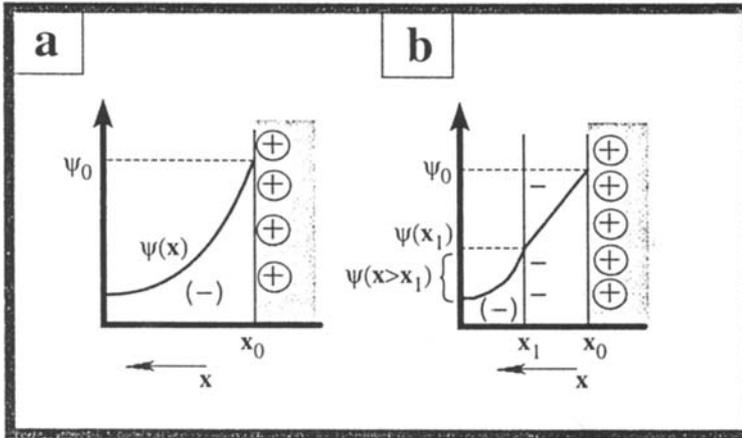 a
ψ₀
ψ(x)
(−)
x₀
x
+
+
+
+
b
ψ₀
ψ(x₁)
ψ(x>x₁)
(−)
−
−
−
x₁
x₀
x
+
+
+
+
+